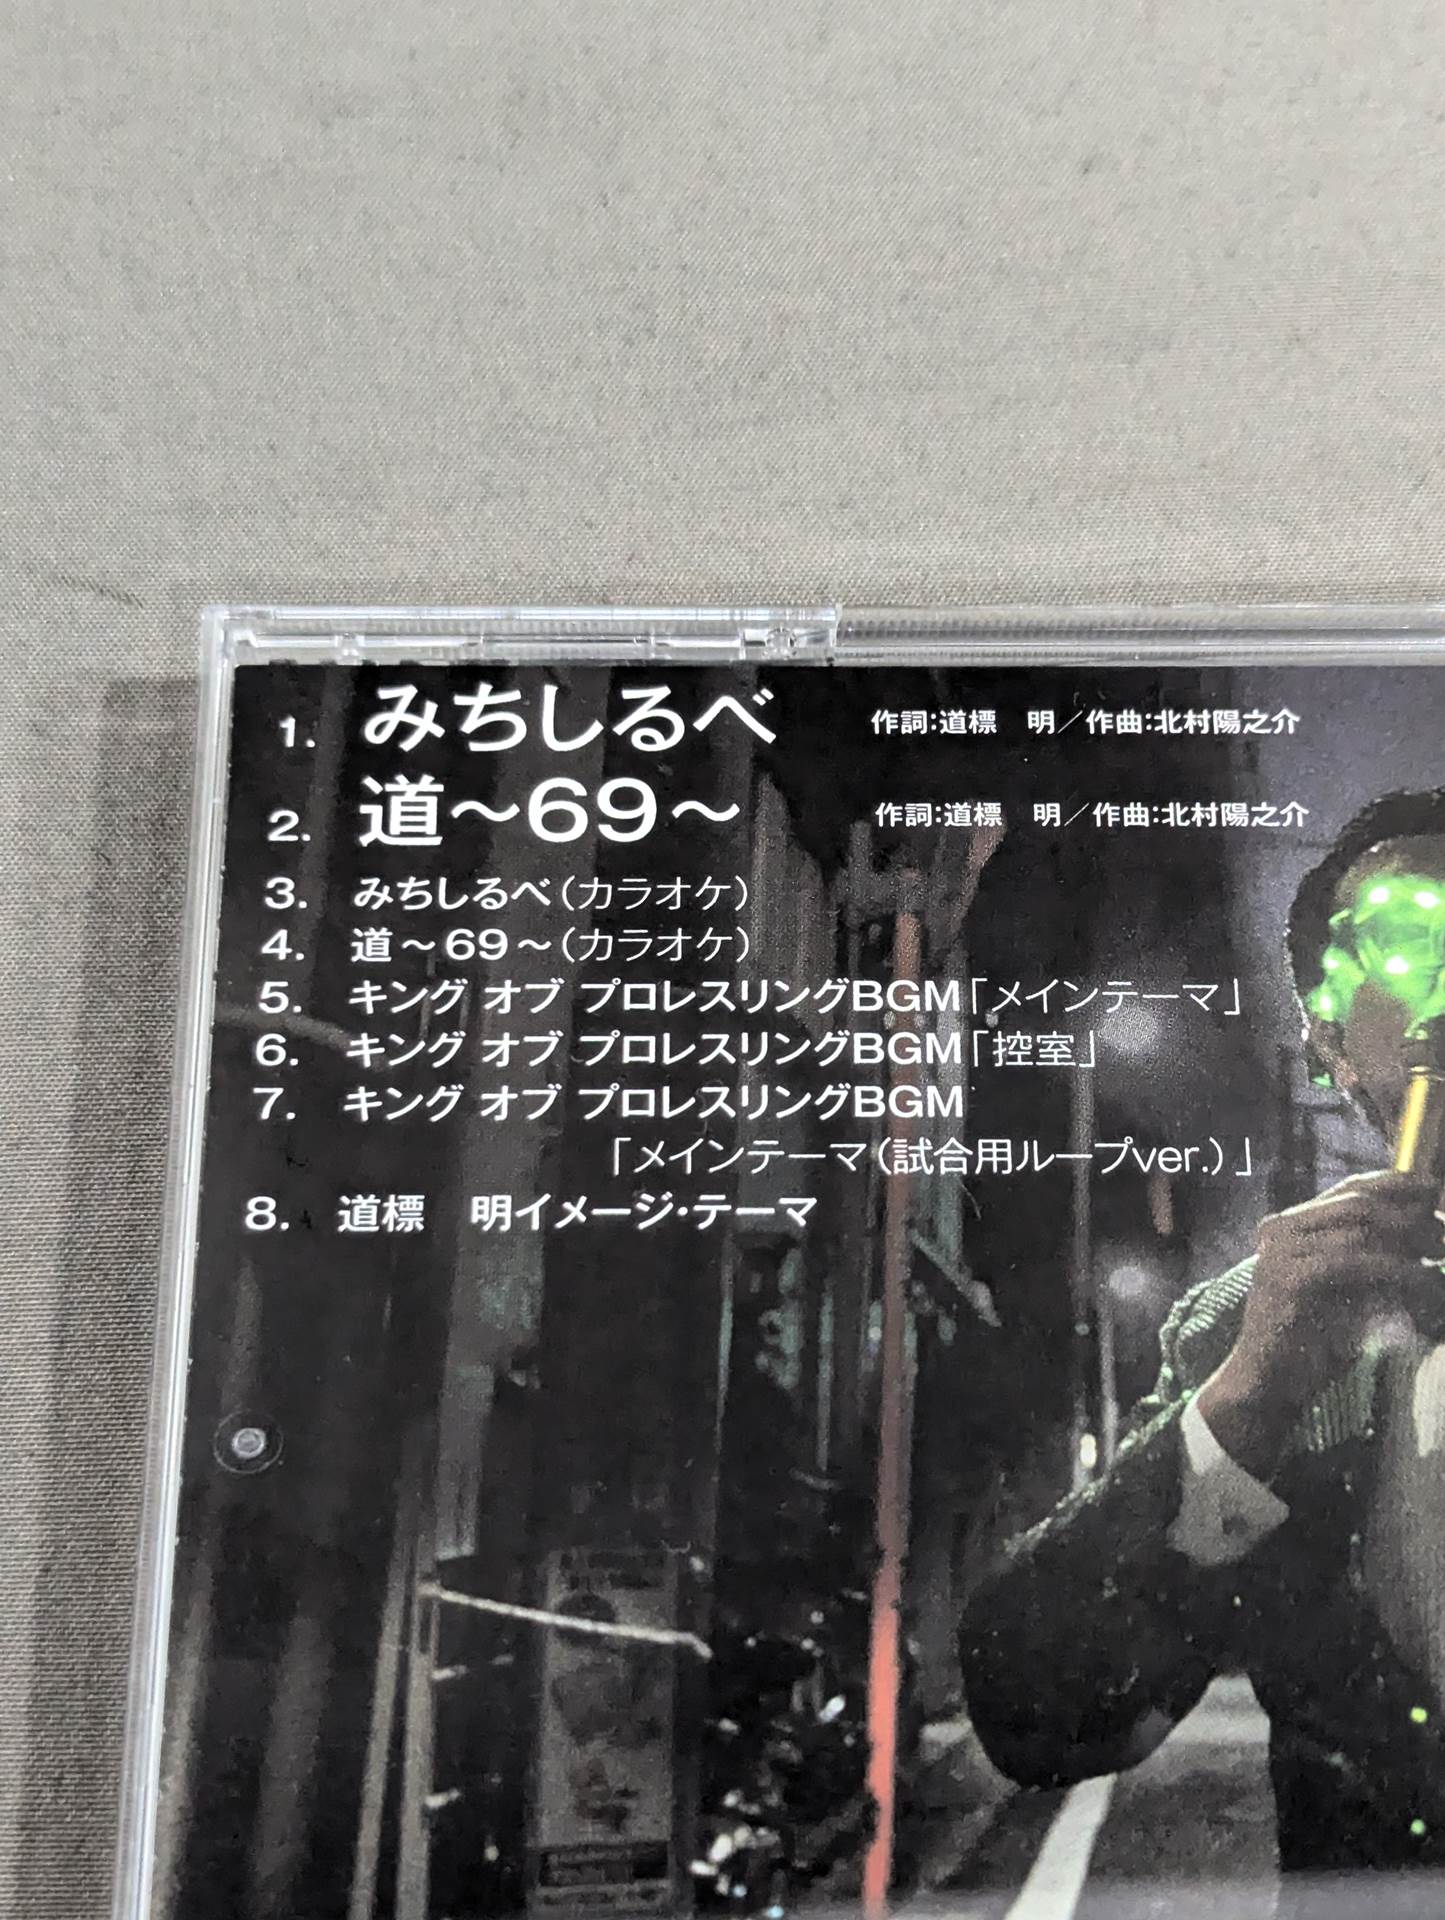 1. みちしるべ 作詞:道標　明／作曲:北村陽之介
2. 道〜69〜 作詞:道標　明／作曲:北村陽之介
3. みちしるべ(カラオケ)
4. 道〜69〜(カラオケ)
5. キング オブ プロレスリングBGM「メインテーマ」
6. キング オブ プロレスリングBGM「控室」
7. キング オブ プロレスリングBGM
「メインテーマ(試合用ループver.)」
8. 道標　明イメージ・テーマ